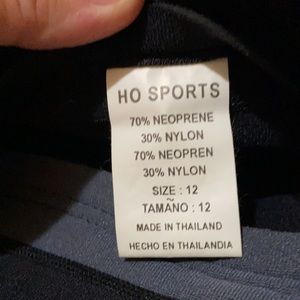 HO SPORTS
70% NEOPRENE
30% NYLON
70% NEOPREN
30% NYLON
SIZE : 12
TAMAÑO : 12
MADE IN THAILAND
HECHO EN THAILANDIA